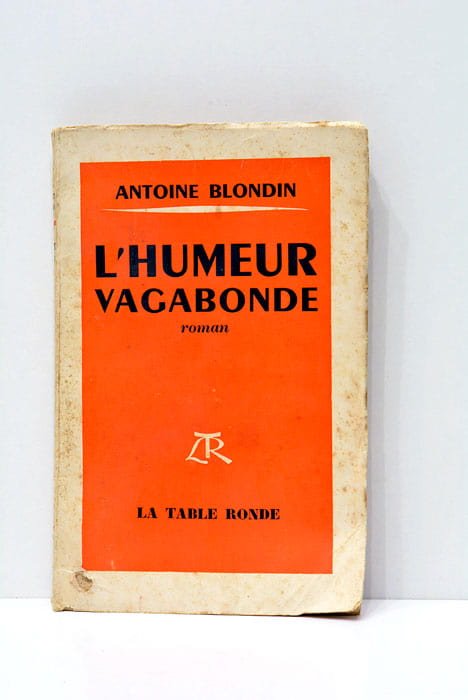 ANTOINE BLONDIN
L'HUMEUR
VAGABONDE
roman
LTR
LA TABLE RONDE